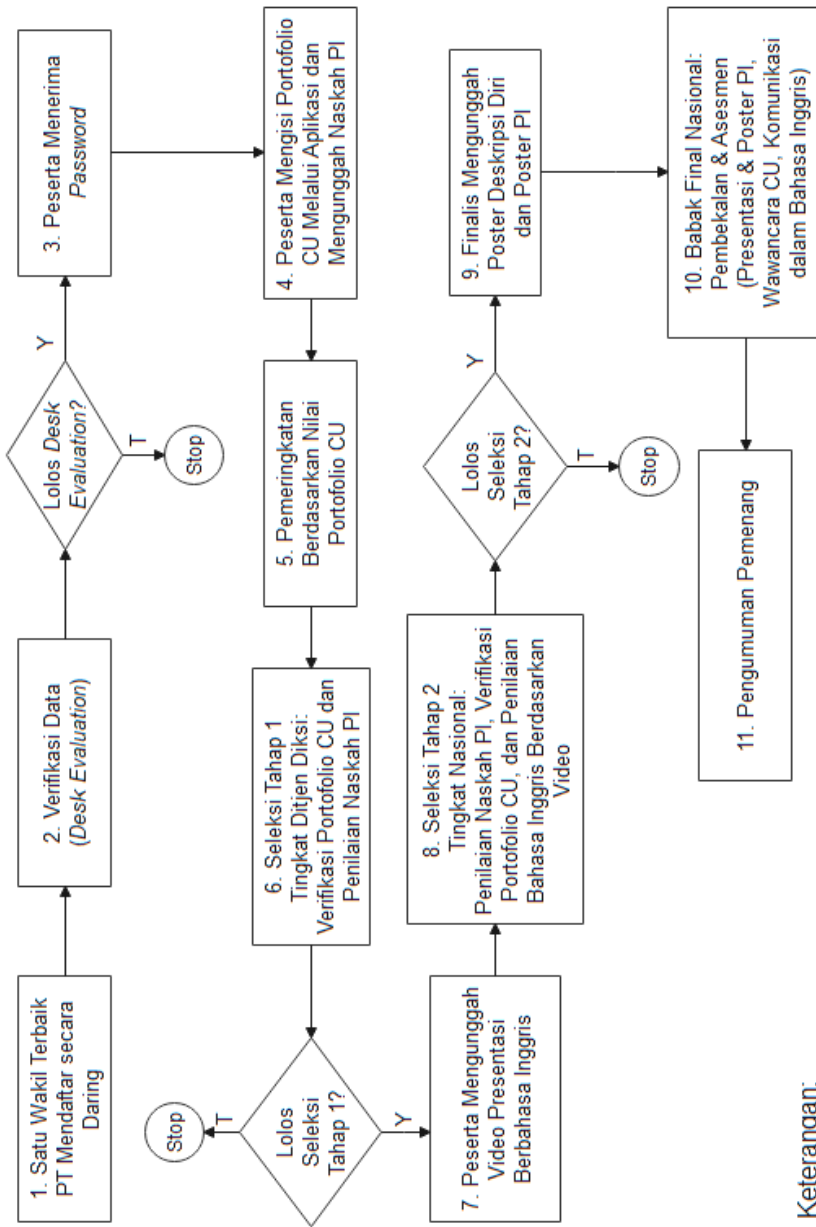 1. Satu Wakil Terbaik
PT Mendaftar secara
Daring
2. Verifikasi Data
(Desk Evaluation)
Lolos Desk
Evaluation?
Y
T
Stop
3. Peserta Menerima
Password
4. Peserta Mengisi Portofolio
CU Melalui Aplikasi dan
Mengunggah Naskah PI
5. Pemeringkatan
Berdasarkan Nilai
Portofolio CU
6. Seleksi Tahap 1
Tingkat Ditjen Diksi:
Verifikasi Portofolio CU dan
Penilaian Naskah PI
Lolos
Seleksi
Tahap 1?
T
Stop
Y
7. Peserta Mengunggah
Video Presentasi
Berbahasa Inggris
8. Seleksi Tahap 2
Tingkat Nasional:
Penilaian Naskah PI, Verifikasi
Portofolio CU, dan Penilaian
Bahasa Inggris Berdasarkan
Video
Lolos
Seleksi
Tahap 2?
Y
T
Stop
9. Finalis Mengunggah
Poster Deskripsi Diri
dan Poster PI
10. Babak Final Nasional:
Pembekalan & Asesmen
(Presentasi & Poster PI,
Wawancara CU, Komunikasi
dalam Bahasa Inggris)
11. Pengumuman Pemenang
Keterangan: